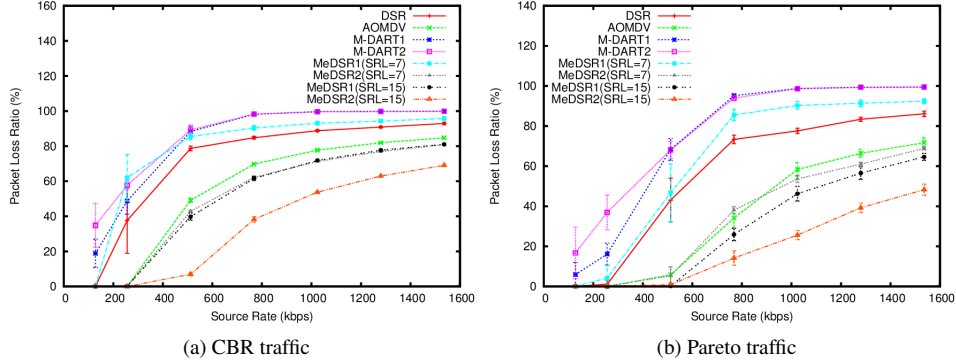 160
140
120
100
80
60
40
20
0
Packet Loss Ratio (%)
DSR
AOMDV
M-DART1
M-DART2
MeDSR1(SRL=7)
MeDSR2(SRL=7)
MeDSR1(SRL=15)
MeDSR2(SRL=15)
0 200 400 600 800 1000 1200 1400 1600
Source Rate (kbps)
(a) CBR traffic
140
120
100
80
60
40
20
0
Packet Loss Ratio (%)
DSR
AOMDV
M-DART1
M-DART2
MeDSR1(SRL=7)
MeDSR2(SRL=7)
MeDSR1(SRL=15)
MeDSR2(SRL=15)
0 200 400 600 800 1000 1200 1400 1600
Source Rate (kbps)
(b) Pareto traffic